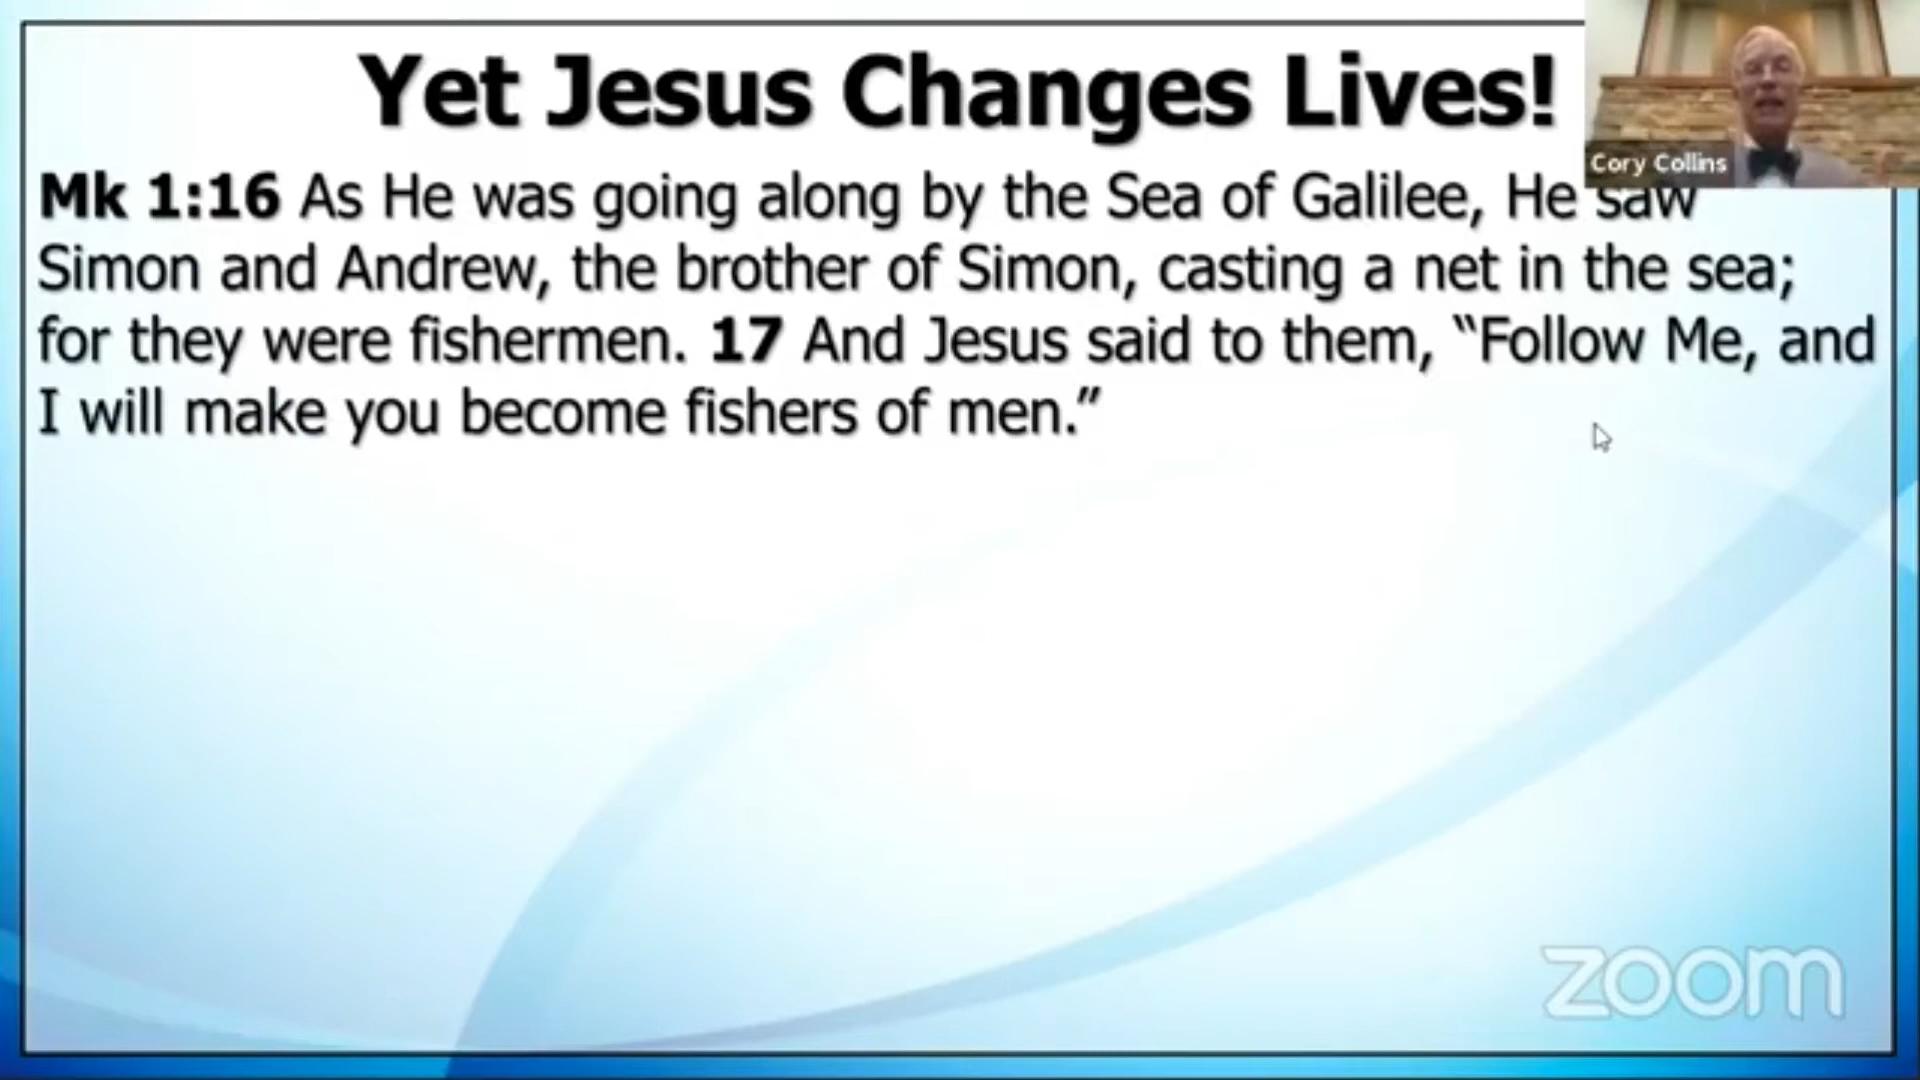 Yet Jesus Changes Lives!
Cory Collins
Mk 1:16 As He was going along by the Sea of Galilee, He saw
Simon and Andrew, the brother of Simon, casting a net in the sea;
for they were fishermen. 17 And Jesus said to them, “Follow Me, and
I will make you become fishers of men.”
zoom